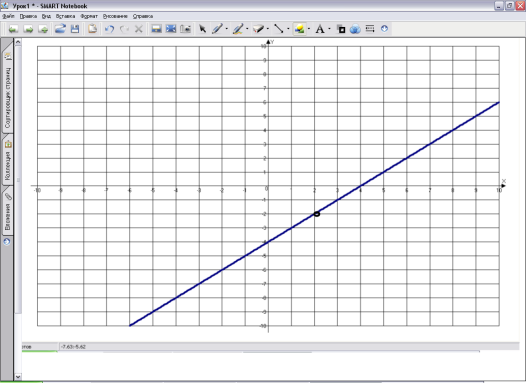 Урок1 * - SMART Notebook
Файл Правка Вид Вставка Формат Рисование Справка
Сортировщик страниц
Коллекция
Вложения
Y
X
10
9
8
7
6
5
4
3
2
1
-10 -9 -8 -7 -6 -5 -4 -3 -2 -1 0 1 2 3 4 5 6 7 8 9 10
-1
-2
-3
-4
-5
-6
-7
-8
-9
-10
-7.63:-5.62